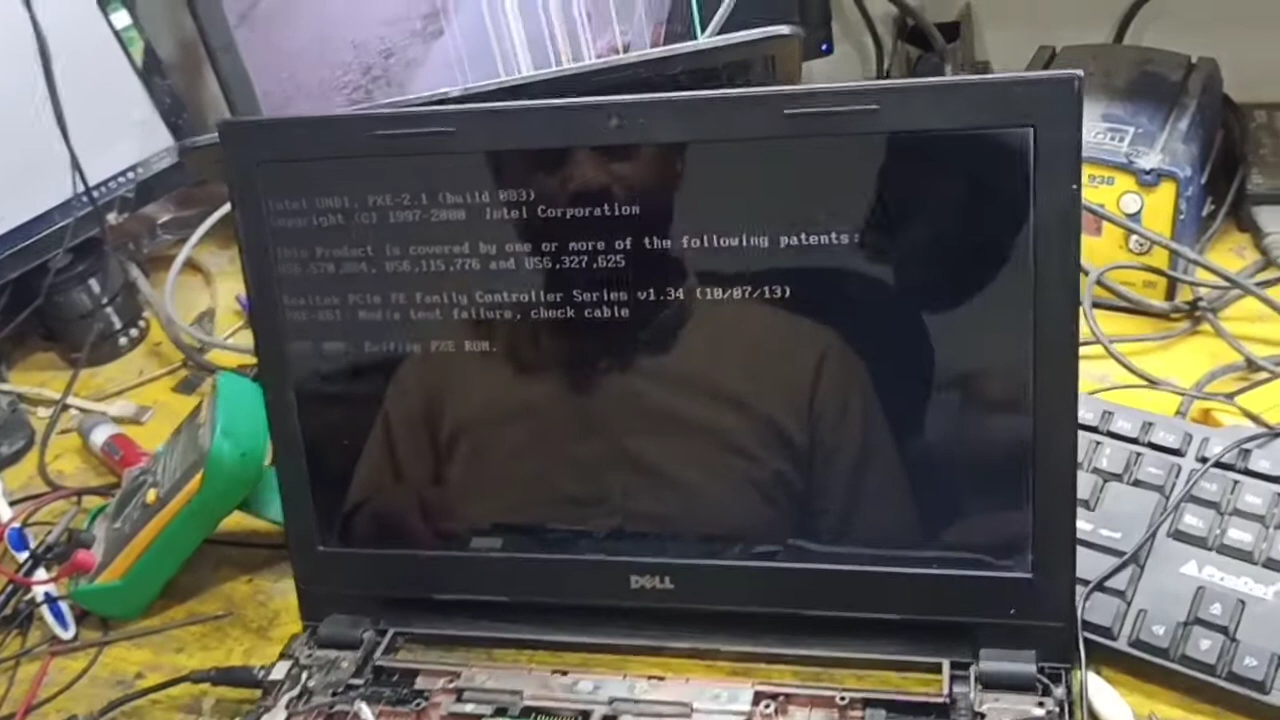 Intel UNDI, PXE-2.1 (build 083)
Copyright (C) 1997-2000 Intel Corporation
This Product is covered by one or more of the following patents:
US6,570,884, US6,115,776 and US6,327,625
Realtek PCIe FE Family Controller Series v1.34 (10/07/13)
PXE-E61: Media test failure, check cable
Exiting PXE ROM.
DELL
938